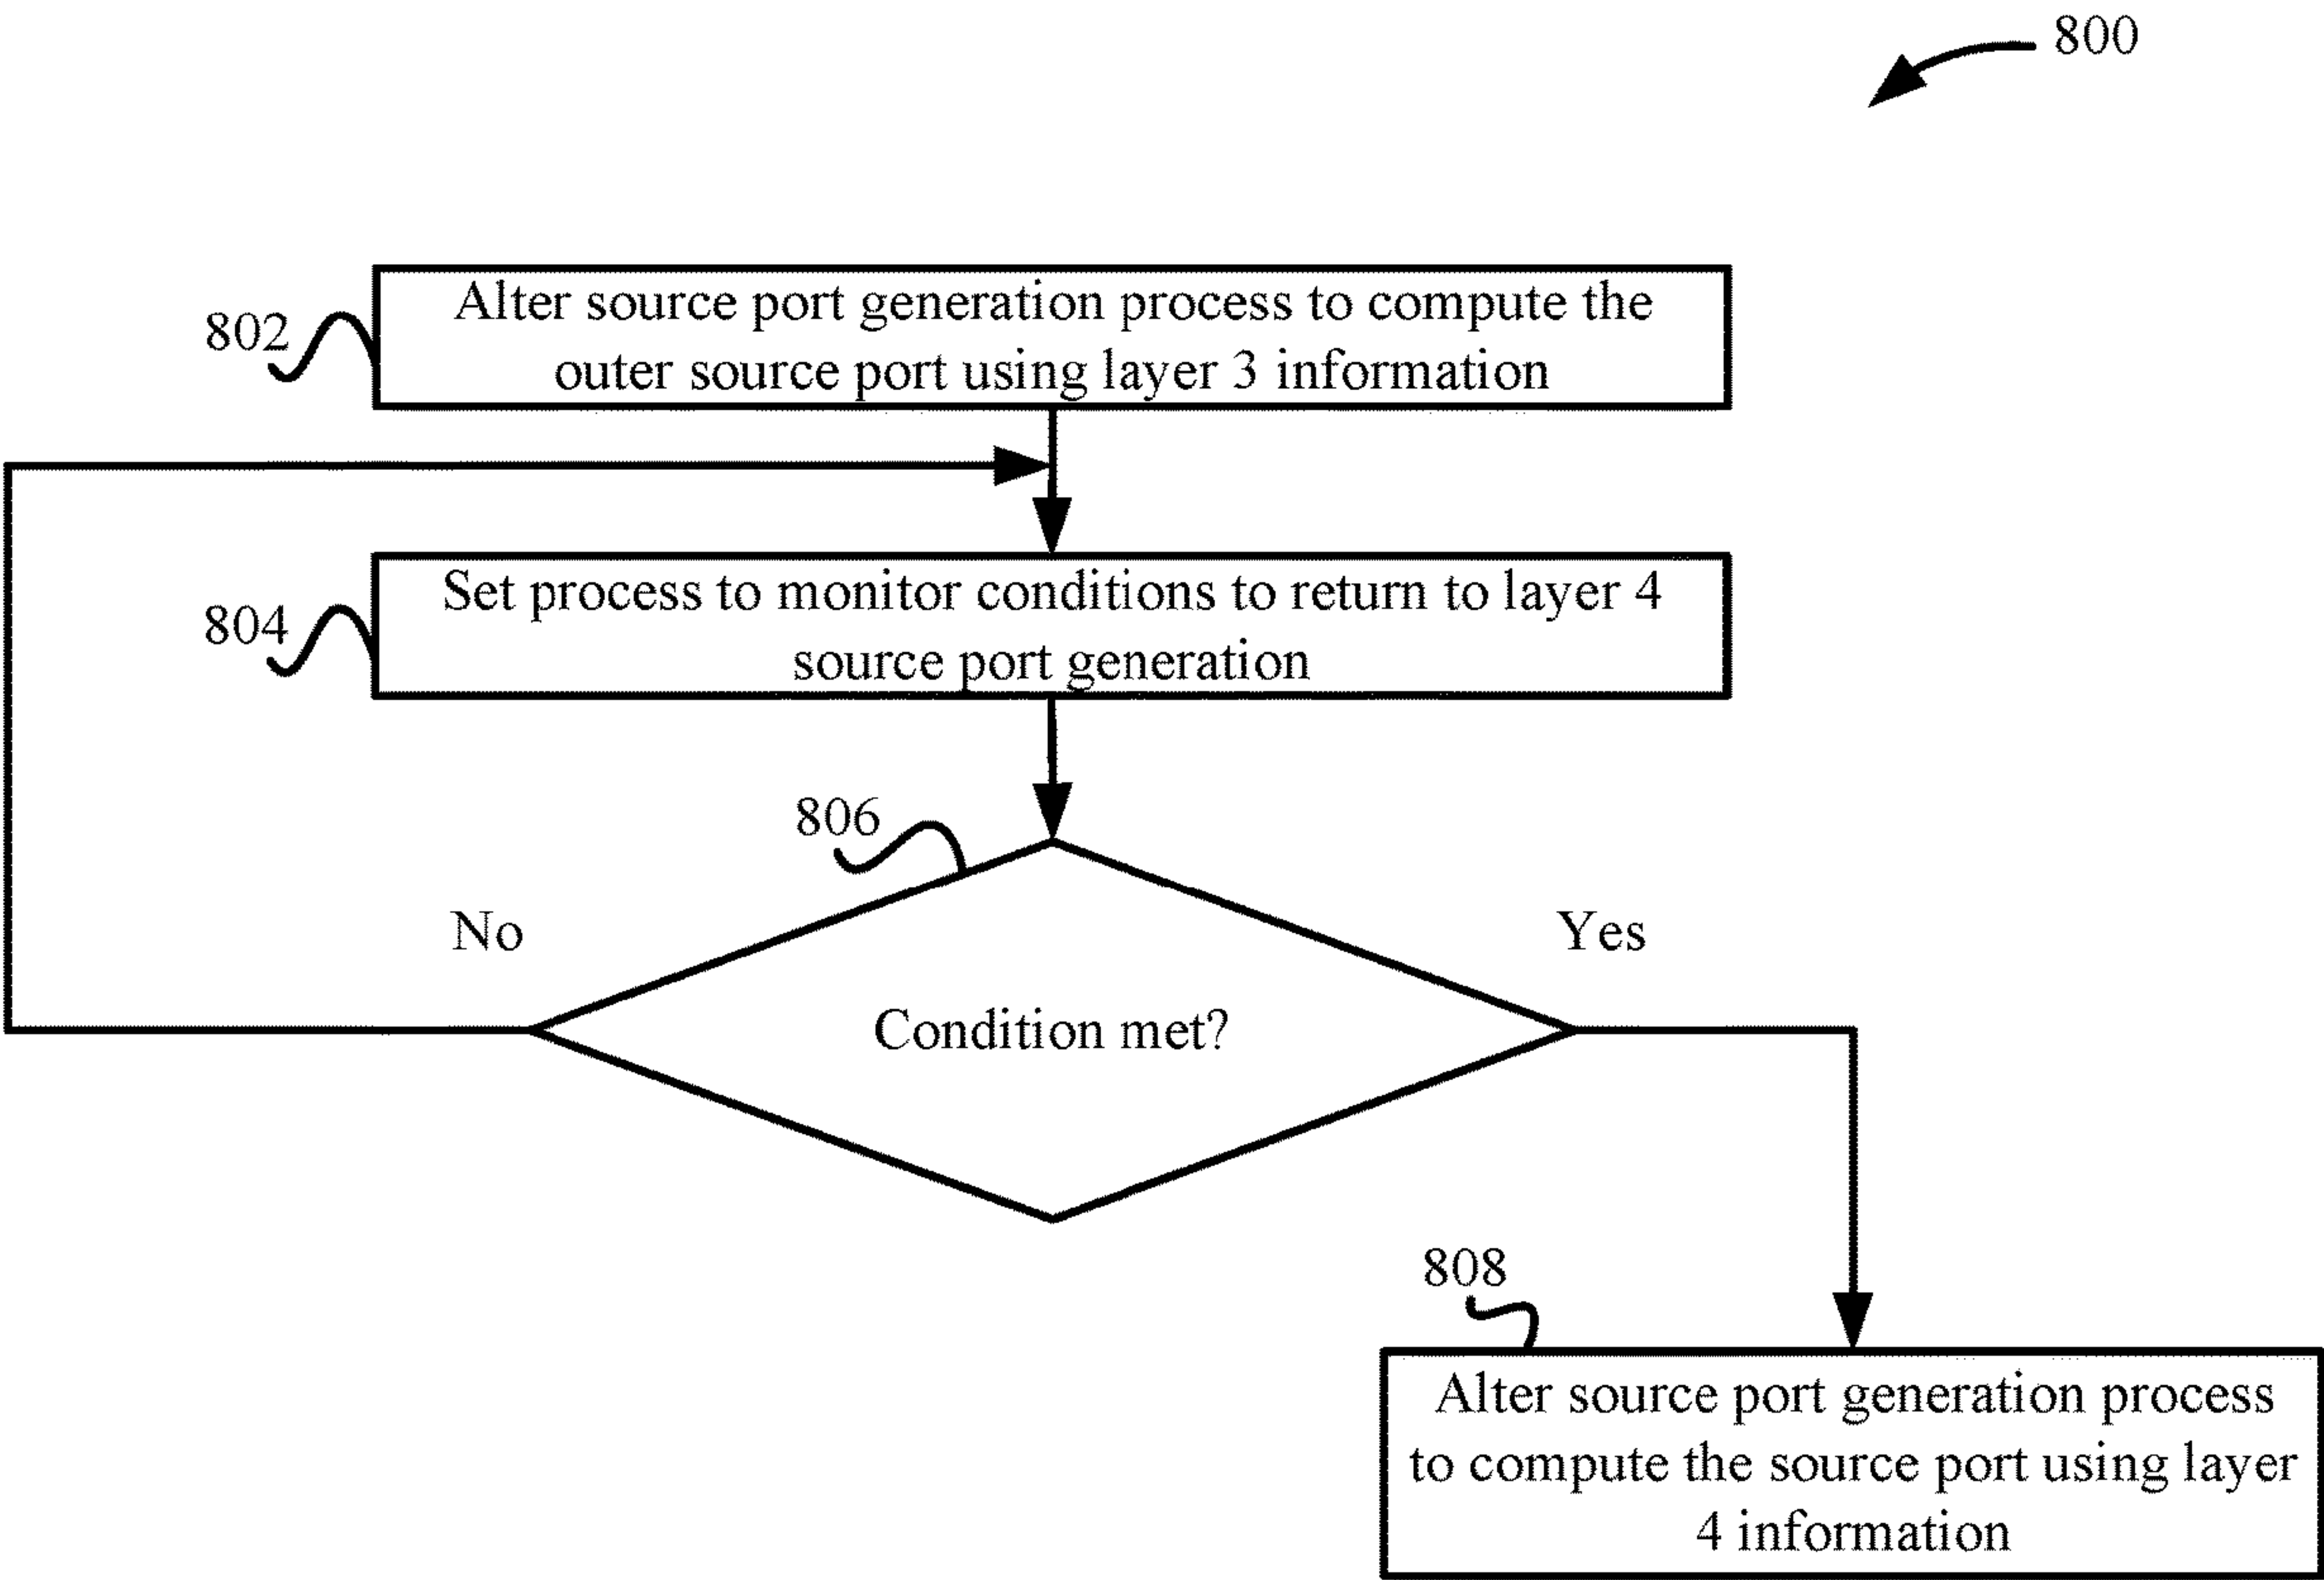 800
802
Alter source port generation process to compute the
outer source port using layer 3 information
804
Set process to monitor conditions to return to layer 4
source port generation
806
No
Yes
Condition met?
808
Alter source port generation process
to compute the source port using layer
4 information